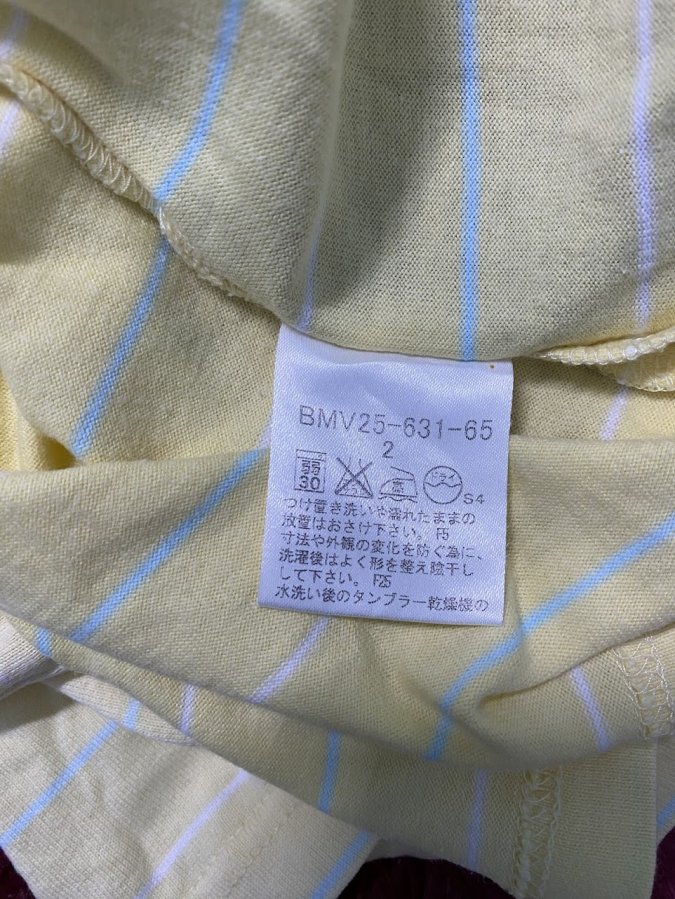 BMV25-631-65
2
弱 30 中 ドライ S4
つけ置き洗いや濡れたままの
放置はおさけ下さい。F5
寸法や外観の変化を防ぐ為に、
洗濯後はよく形を整え陰干し
して下さい。F25
水洗い後のタンブラー乾燥機の